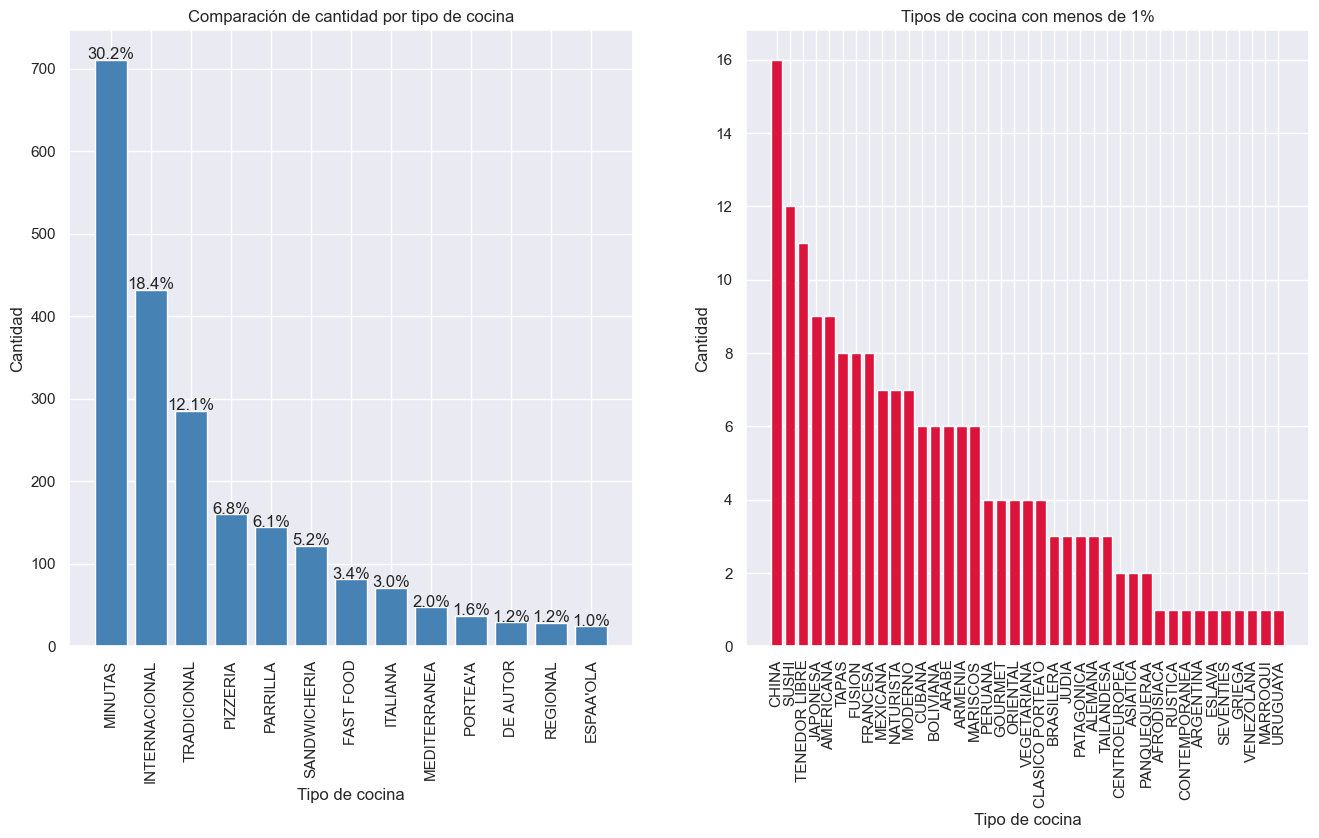 Comparación de cantidad por tipo de cocina
30.2%
18.4%
12.1%
6.8%
6.1%
5.2%
3.4%
3.0%
2.0%
1.6%
1.2%
1.2%
1.0%
700
600
500
400
300
200
100
0
Cantidad
MINUTAS
INTERNACIONAL
TRADICIONAL
PIZZERIA
PARRILLA
SANDWICHERIA
FAST FOOD
ITALIANA
MEDITERRANEA
PORTEA'A
DE AUTOR
REGIONAL
ESPAA'OLA
Tipo de cocina
Tipos de cocina con menos de 1%
16
14
12
10
8
6
4
2
0
Cantidad
CHINA
SUSHI
TENEDOR LIBRE
JAPONESA
AMERICANA
TAPAS
FUSION
FRANCESA
MEXICANA
NATURISTA
MODERNO
CUBANA
BOLIVIANA
ARABE
ARMENIA
MARISCOS
PERUANA
GOURMET
ORIENTAL
VEGETARIANA
CLASICO PORTEA'O
BRASILERA
JUDIA
PATAGONICA
ALEMANA
TAILANDESA
CENTROEUROPEA
ASIATICA
PANQUEQUERAA
AFRODISIACA
RUSTICA
CONTEMPORANEA
ARGENTINA
ESLAVA
SEVENTIES
GRIEGA
VENEZOLANA
MARROQUI
URUGUAYA
Tipo de cocina